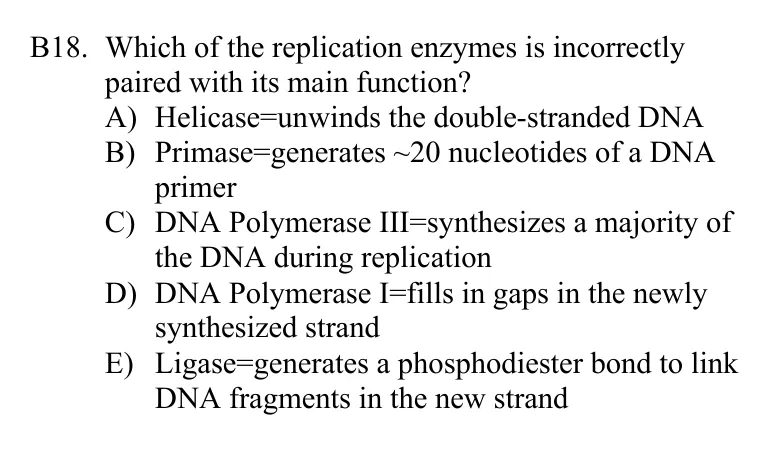 B18. Which of the replication enzymes is incorrectly
paired with its main function?
A) Helicase=unwinds the double-stranded DNA
B) Primase=generates ~20 nucleotides of a DNA
primer
C) DNA Polymerase III=synthesizes a majority of
the DNA during replication
D) DNA Polymerase I=fills in gaps in the newly
synthesized strand
E) Ligase=generates a phosphodiester bond to link
DNA fragments in the new strand